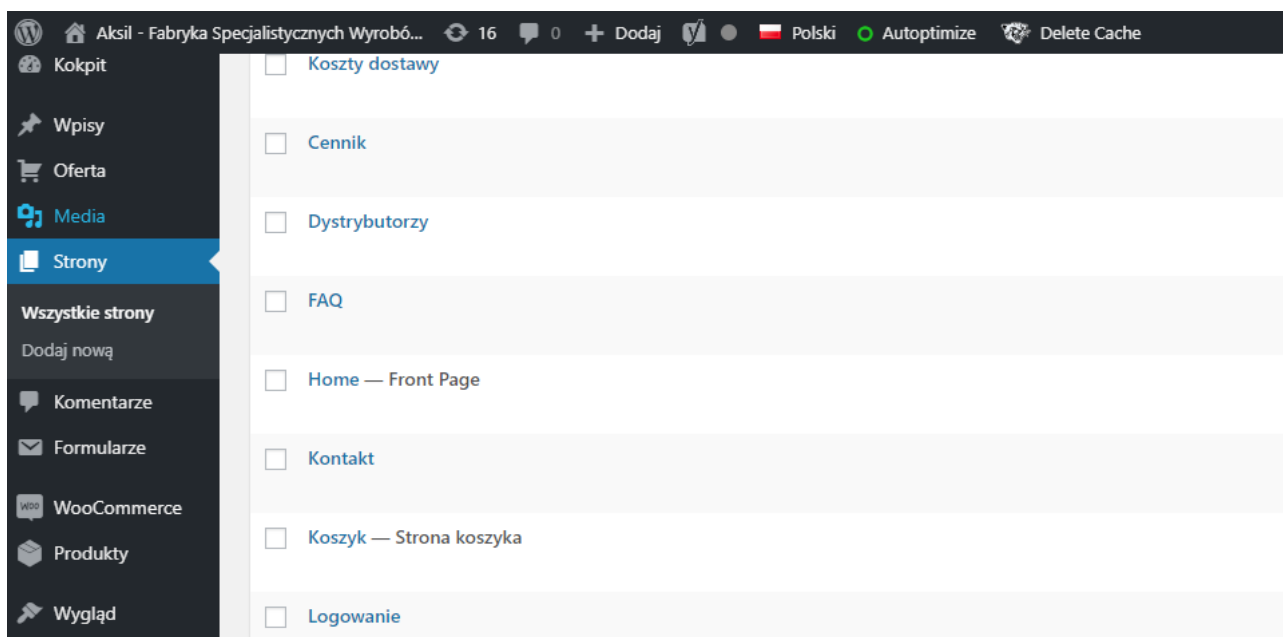 Aksil - Fabryka Specjalistycznych Wyrobó... 16 0 + Dodaj Polski Autoptimize Delete Cache
Kokpit
Wpisy
Oferta
Media
Strony
Wszystkie strony
Dodaj nową
Komentarze
Formularze
WOO WooCommerce
Produkty
Wygląd
Koszty dostawy
Cennik
Dystrybutorzy
FAQ
Home — Front Page
Kontakt
Koszyk — Strona koszyka
Logowanie